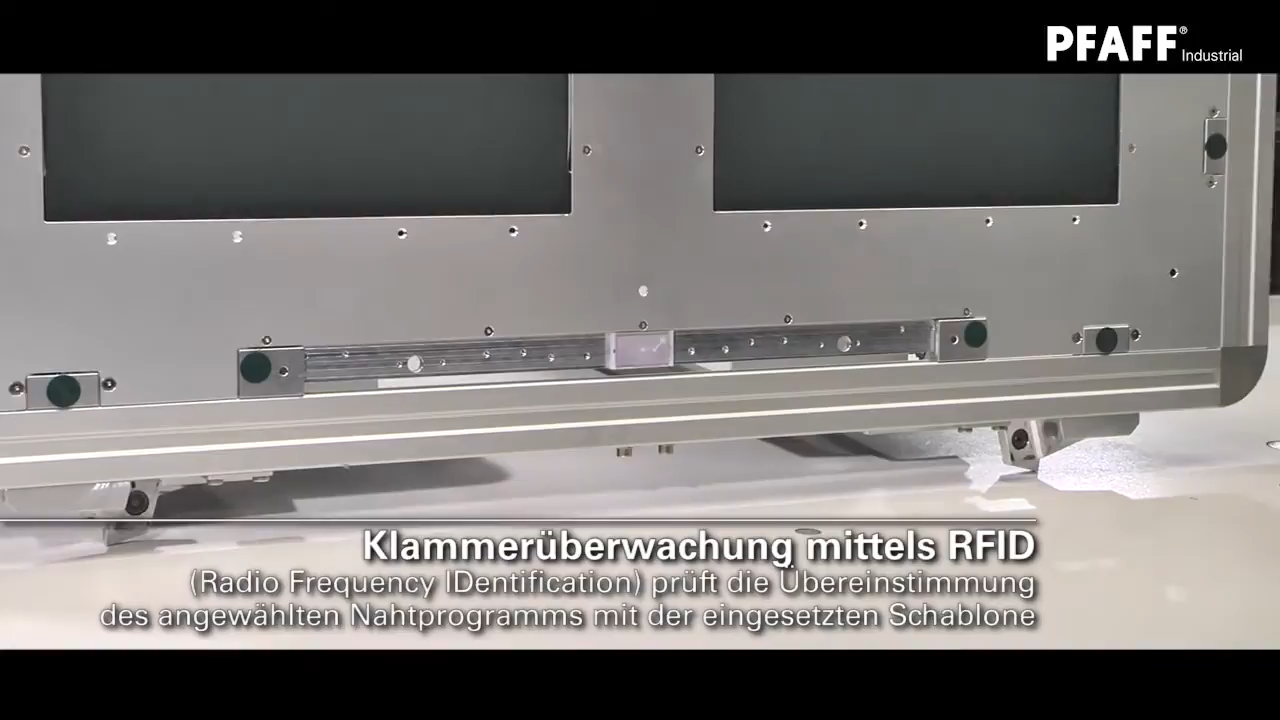 PFAFF® Industrial
Klammerüberwachung mittels RFID
(Radio Frequency IDentification) prüft die Übereinstimmung
des angewählten Nahtprogramms mit der eingesetzten Schablone